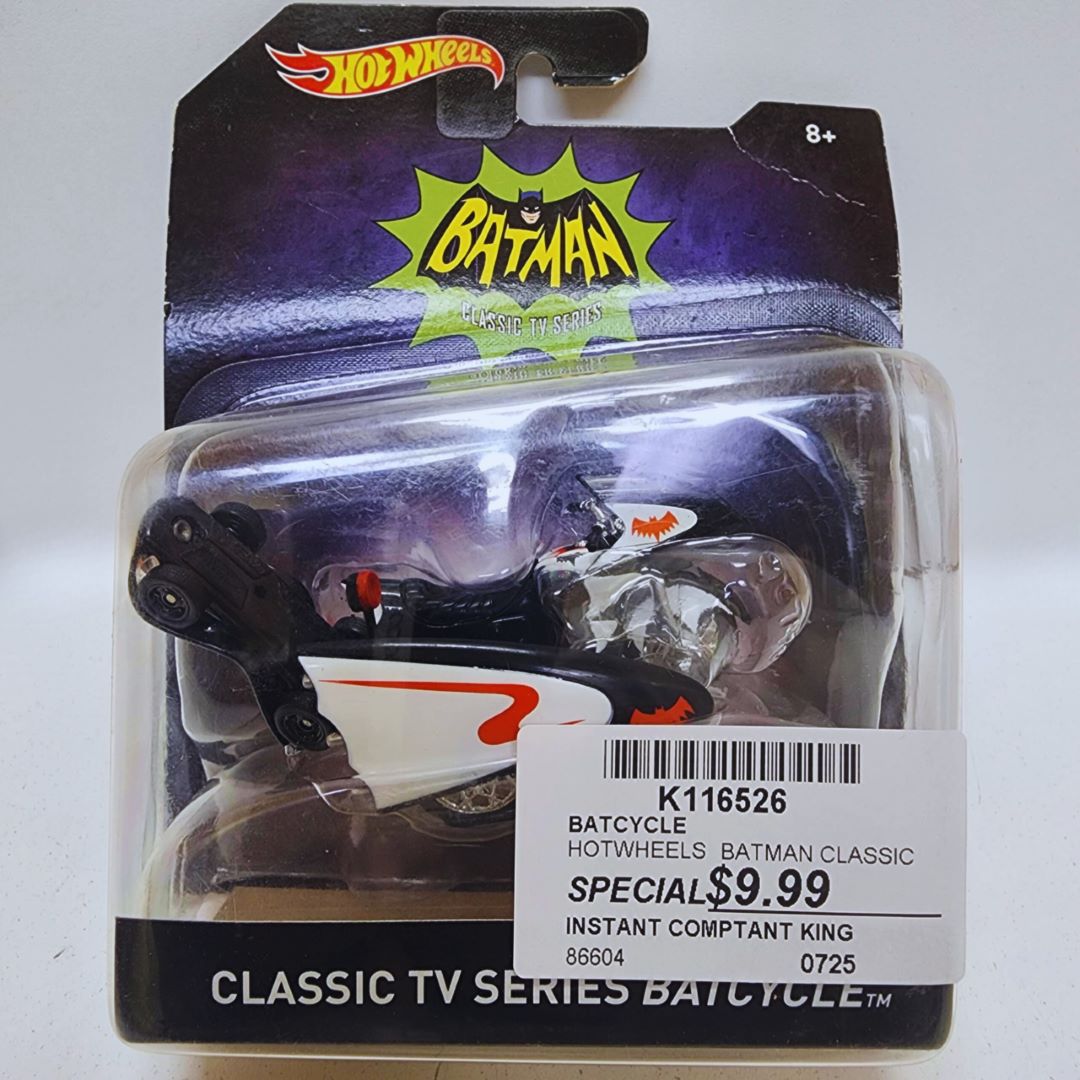 HOT WHEELS
8+
BATMAN
CLASSIC TV SERIES
K116526
BATCYCLE
HOTWHEELS BATMAN CLASSIC
SPECIAL$9.99
INSTANT COMPTANT KING
86604 0725
CLASSIC TV SERIES BATCYCLE™